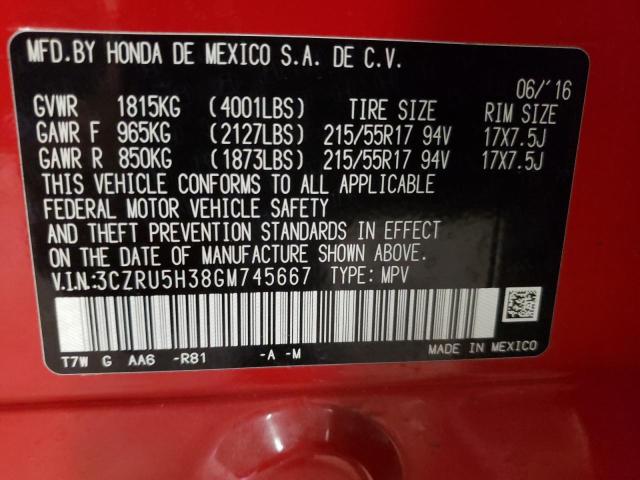 MFD.BY HONDA DE MEXICO S.A. DE C.V.
06/'16
GVWR 1815KG (4001LBS) TIRE SIZE RIM SIZE
GAWR F 965KG (2127LBS) 215/55R17 94V 17X7.5J
GAWR R 850KG (1873LBS) 215/55R17 94V 17X7.5J
THIS VEHICLE CONFORMS TO ALL APPLICABLE
FEDERAL MOTOR VEHICLE SAFETY
AND THEFT PREVENTION STANDARDS IN EFFECT
ON THE DATE OF MANUFACTURE SHOWN ABOVE.
V.I.N.:3CZRU5H38GM745667 TYPE: MPV
T7W G AA6 -R81 -A -M MADE IN MEXICO